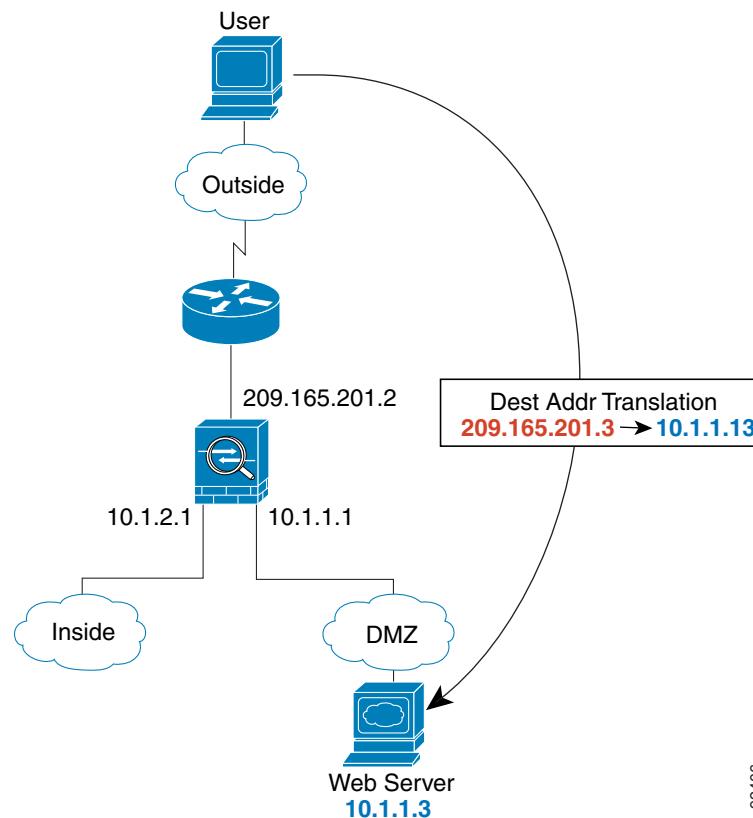 User
Outside
209.165.201.2
Dest Addr Translation
209.165.201.3 10.1.1.13
10.1.2.1
10.1.1.1
Inside
DMZ
Web Server
10.1.1.3